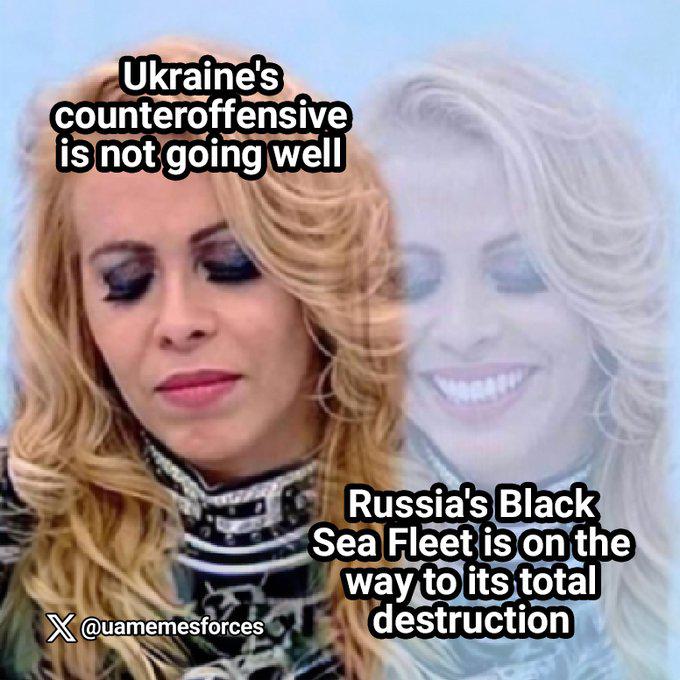 Ukraine's
counteroffensive
is not going well
Russia's Black
Sea Fleet is on the
way to its total
destruction
X @uamemesforces